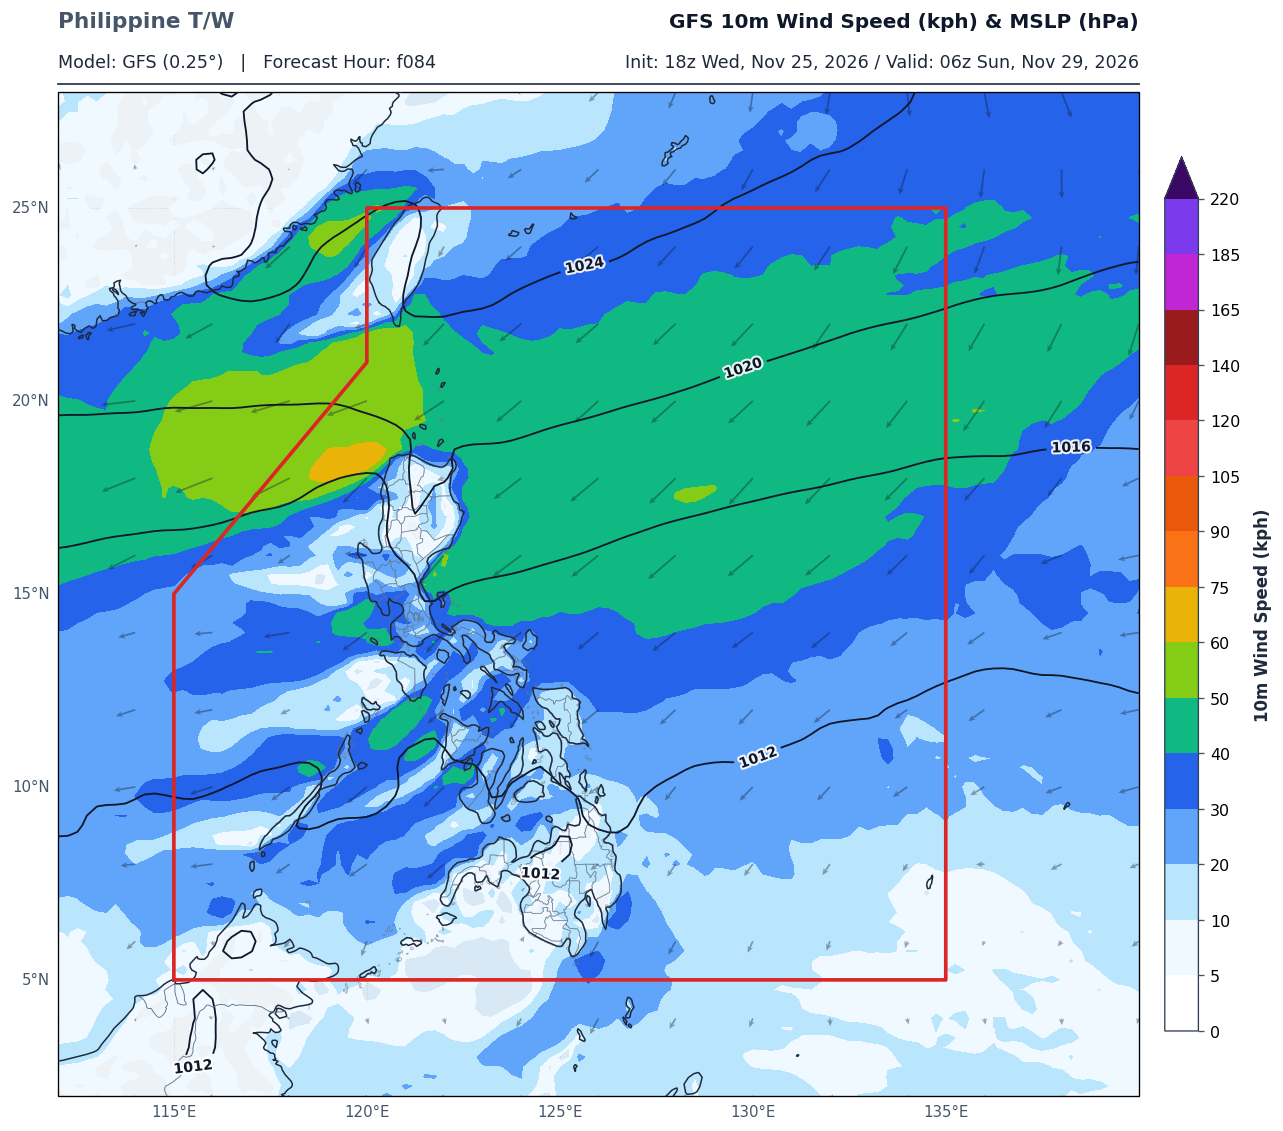 Philippine T/W
GFS 10m Wind Speed (kph) & MSLP (hPa)
Model: GFS (0.25°)   |   Forecast Hour: f084
Init: 18z Wed, Nov 25, 2026 / Valid: 06z Sun, Nov 29, 2026
25°N
20°N
15°N
10°N
5°N
115°E
120°E
125°E
130°E
135°E
1024
1020
1016
1012
1012
1012
220
185
165
140
120
105
90
75
60
50
40
30
20
10
5
0
10m Wind Speed (kph)